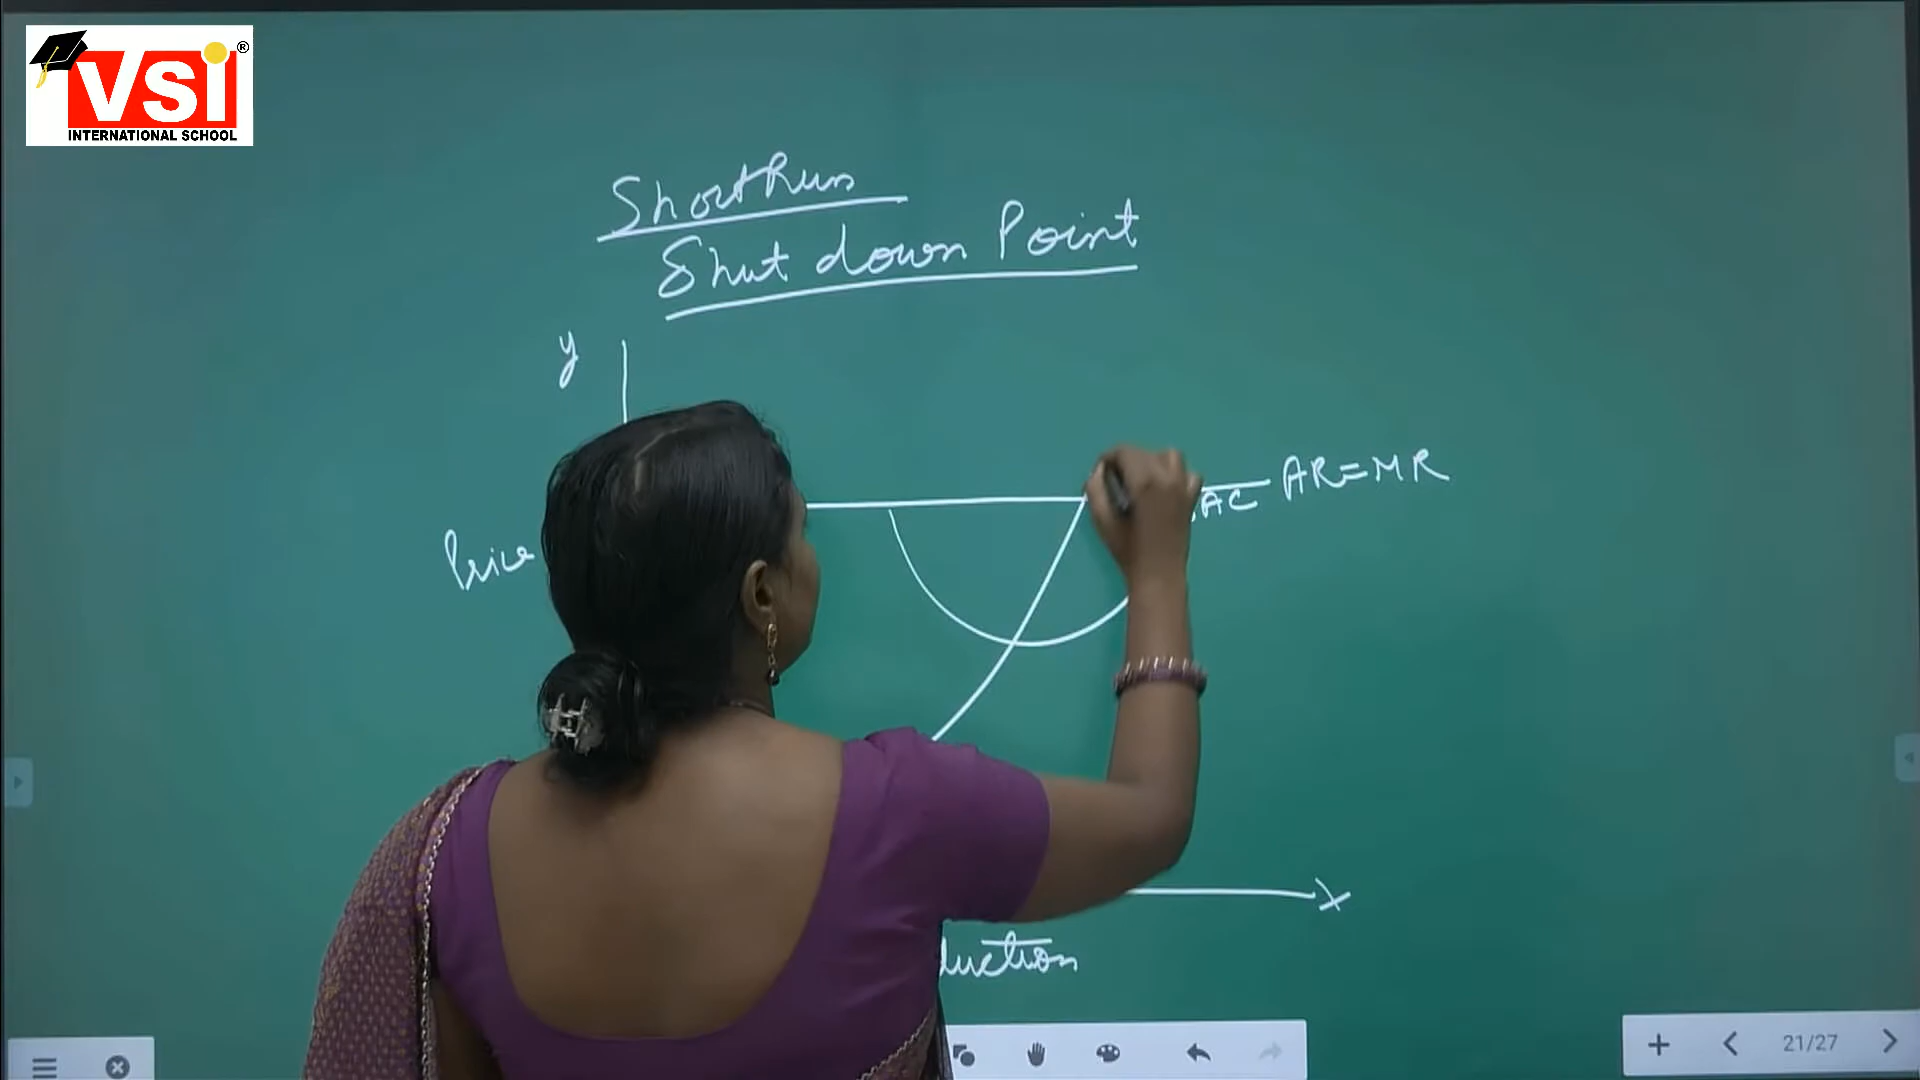 VSI
®
INTERNATIONAL SCHOOL
Short Run
Shut down Point
y
AR=MR
AC
Price
x
duction
21/27